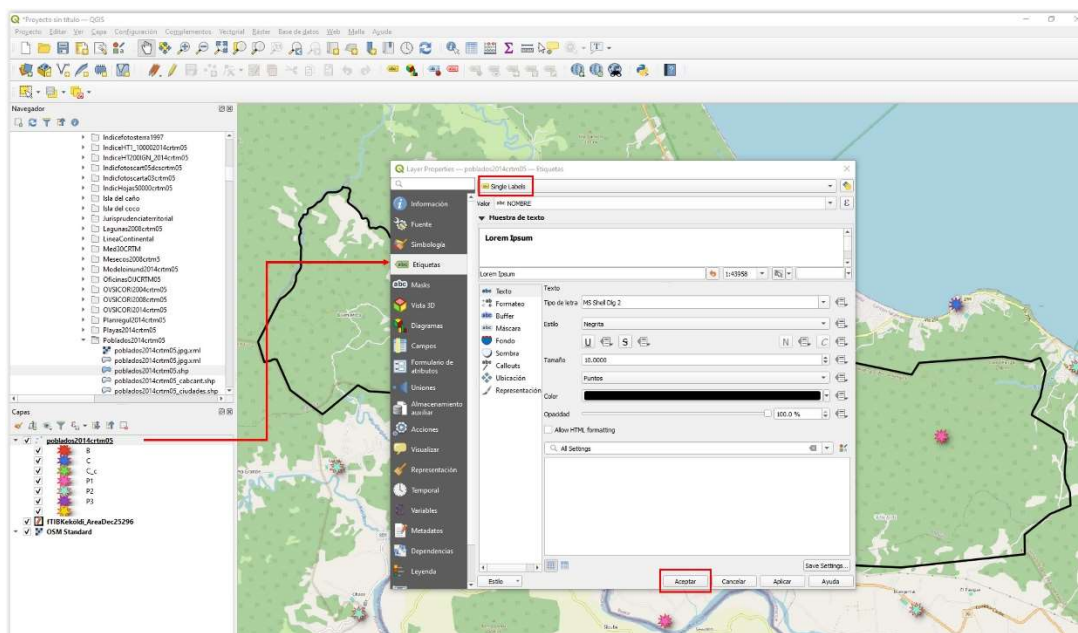 *Proyecto sin título — QGIS
Proyecto Editar Ver Capa Configuración Complementos Vectorial Ráster Base de datos Web Malla Ayuda
Navegador
Indicefotosterra1997
IndiceHT1_100002014crtm05
IndiceHT200IGN_2014crtm05
Indicfotoscart05dcscrtm05
Indicfotoscarta03crtm05
IndicHojas50000crtm05
Isla del caño
Isla del coco
Jurisprudenciaterritorial
Lagunas2008crtm05
LineaContinental
Med30CRTM
Mesecos2008crtm5
Modeloinund2014crtm05
OficinasOIJCRTM05
OVSICORI2004crtm05
OVSICORI2008crtm05
OVSICORI2014crtm05
Planregul2014crtm05
Playas2014crtm05
Poblados2014crtm05
poblados2014crtm05.jpg.xml
poblados2014crtm05.jpg.xml
poblados2014crtm05.shp
poblados2014crtm05_cabcant.shp
poblados2014crtm05_ciudades.shp
Capas
poblados2014crtm05
B
C
C_c
P1
P2
P3
fTIBKekoldi_AreaDec25296
OSM Standard
Layer Properties — poblados2014crtm05 — Etiquetas
Información
Fuente
Simbología
Etiquetas
Masks
Vista 3D
Diagramas
Campos
Formulario de atributos
Uniones
Almacenamiento auxiliar
Acciones
Visualizar
Representación
Temporal
Variables
Metadatos
Dependencias
Leyenda
Single Labels
Valor abc NOMBRE
Muestra de texto
Lorem Ipsum
Lorem Ipsum
1:43958
Texto
Formateo
Buffer
Máscara
Fondo
Sombra
Callouts
Ubicación
Representación
Texto
Tipo de letra MS Shell Dlg 2
Estilo Negrita
U S N C
Tamaño 10.0000
Puntos
Color
Opacidad 100.0 %
Allow HTML formatting
All Settings
Save Settings...
Estilo Aceptar Cancelar Aplicar Ayuda